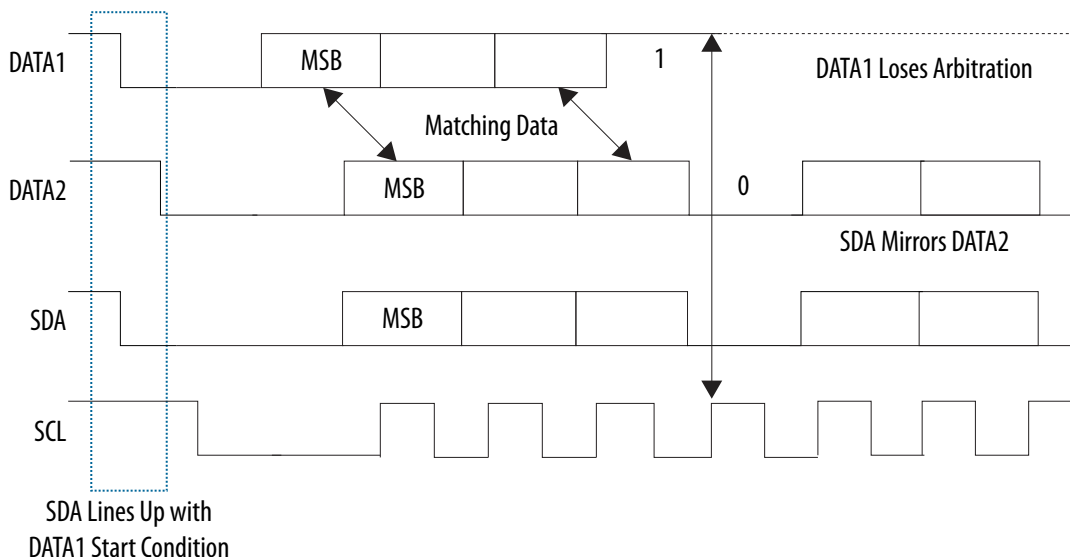 DATA1
MSB
1
DATA1 Loses Arbitration
Matching Data
DATA2
MSB
0
SDA Mirrors DATA2
SDA
MSB
SCL
SDA Lines Up with
DATA1 Start Condition